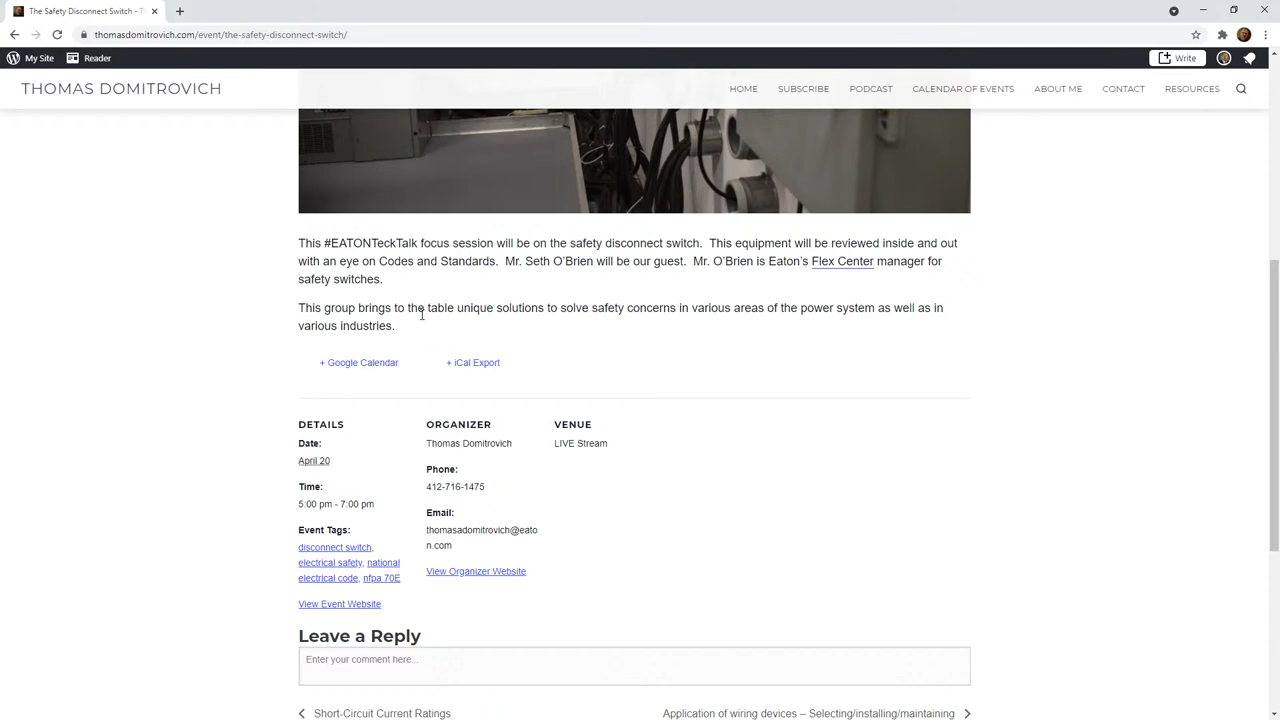 The Safety Disconnect Switch - T
thomasdomitrovich.com/event/the-safety-disconnect-switch/
My Site Reader Write
THOMAS DOMITROVICH HOME SUBSCRIBE PODCAST CALENDAR OF EVENTS ABOUT ME CONTACT RESOURCES
This #EATONTeckTalk focus session will be on the safety disconnect switch. This equipment will be reviewed inside and out
with an eye on Codes and Standards. Mr. Seth O’Brien will be our guest. Mr. O’Brien is Eaton’s Flex Center manager for
safety switches.
This group brings to the table unique solutions to solve safety concerns in various areas of the power system as well as in
various industries.
+ Google Calendar + iCal Export
DETAILS
Date:
April 20
Time:
5:00 pm - 7:00 pm
Event Tags:
disconnect switch,
electrical safety, national
electrical code, nfpa 70E
View Event Website
ORGANIZER
Thomas Domitrovich
Phone:
412-716-1475
Email:
thomasadomitrovich@eato
n.com
View Organizer Website
VENUE
LIVE Stream
Leave a Reply
Enter your comment here...
Short-Circuit Current Ratings
Application of wiring devices – Selecting/installing/maintaining